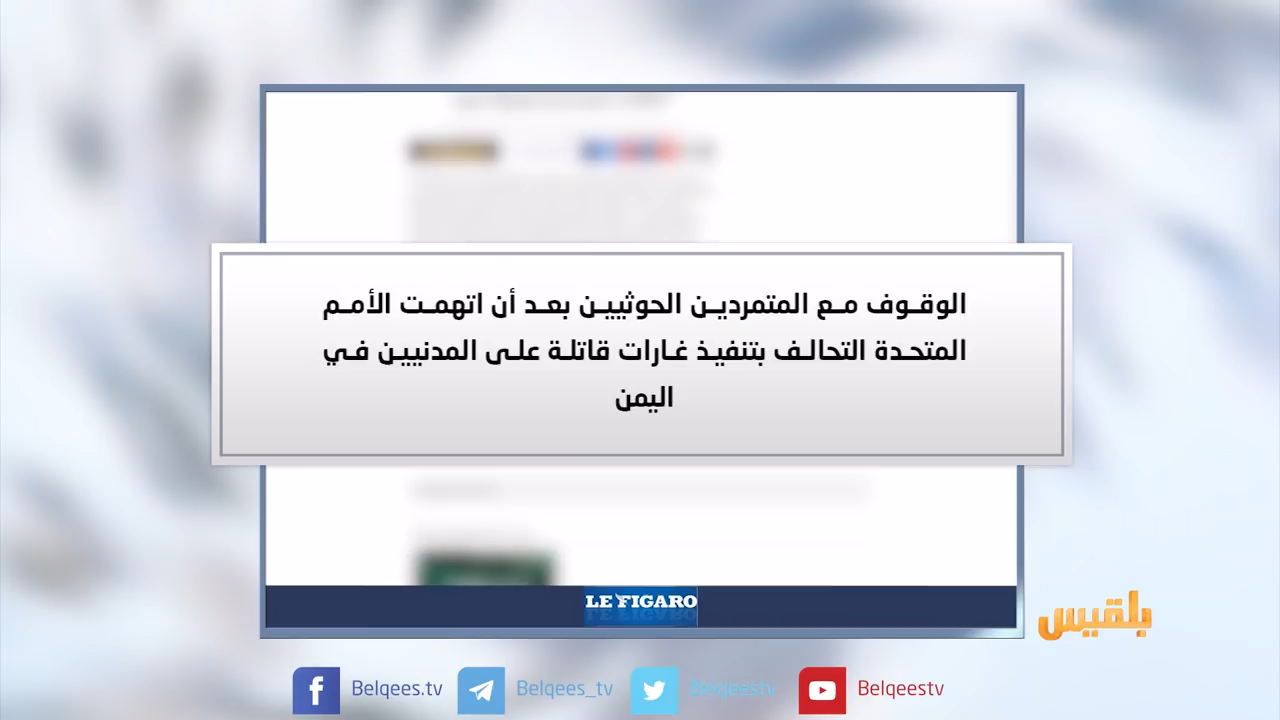 الوقوف مع المتمردين الحوثيين بعد أن اتهمت الأمم
المتحدة التحالف بتنفيذ غارات قاتلة على المدنيين في
اليمن
LE FIGARO
بلقيس
Belqees.tv
Belqees_tv
Belqeestv
Belqeestv